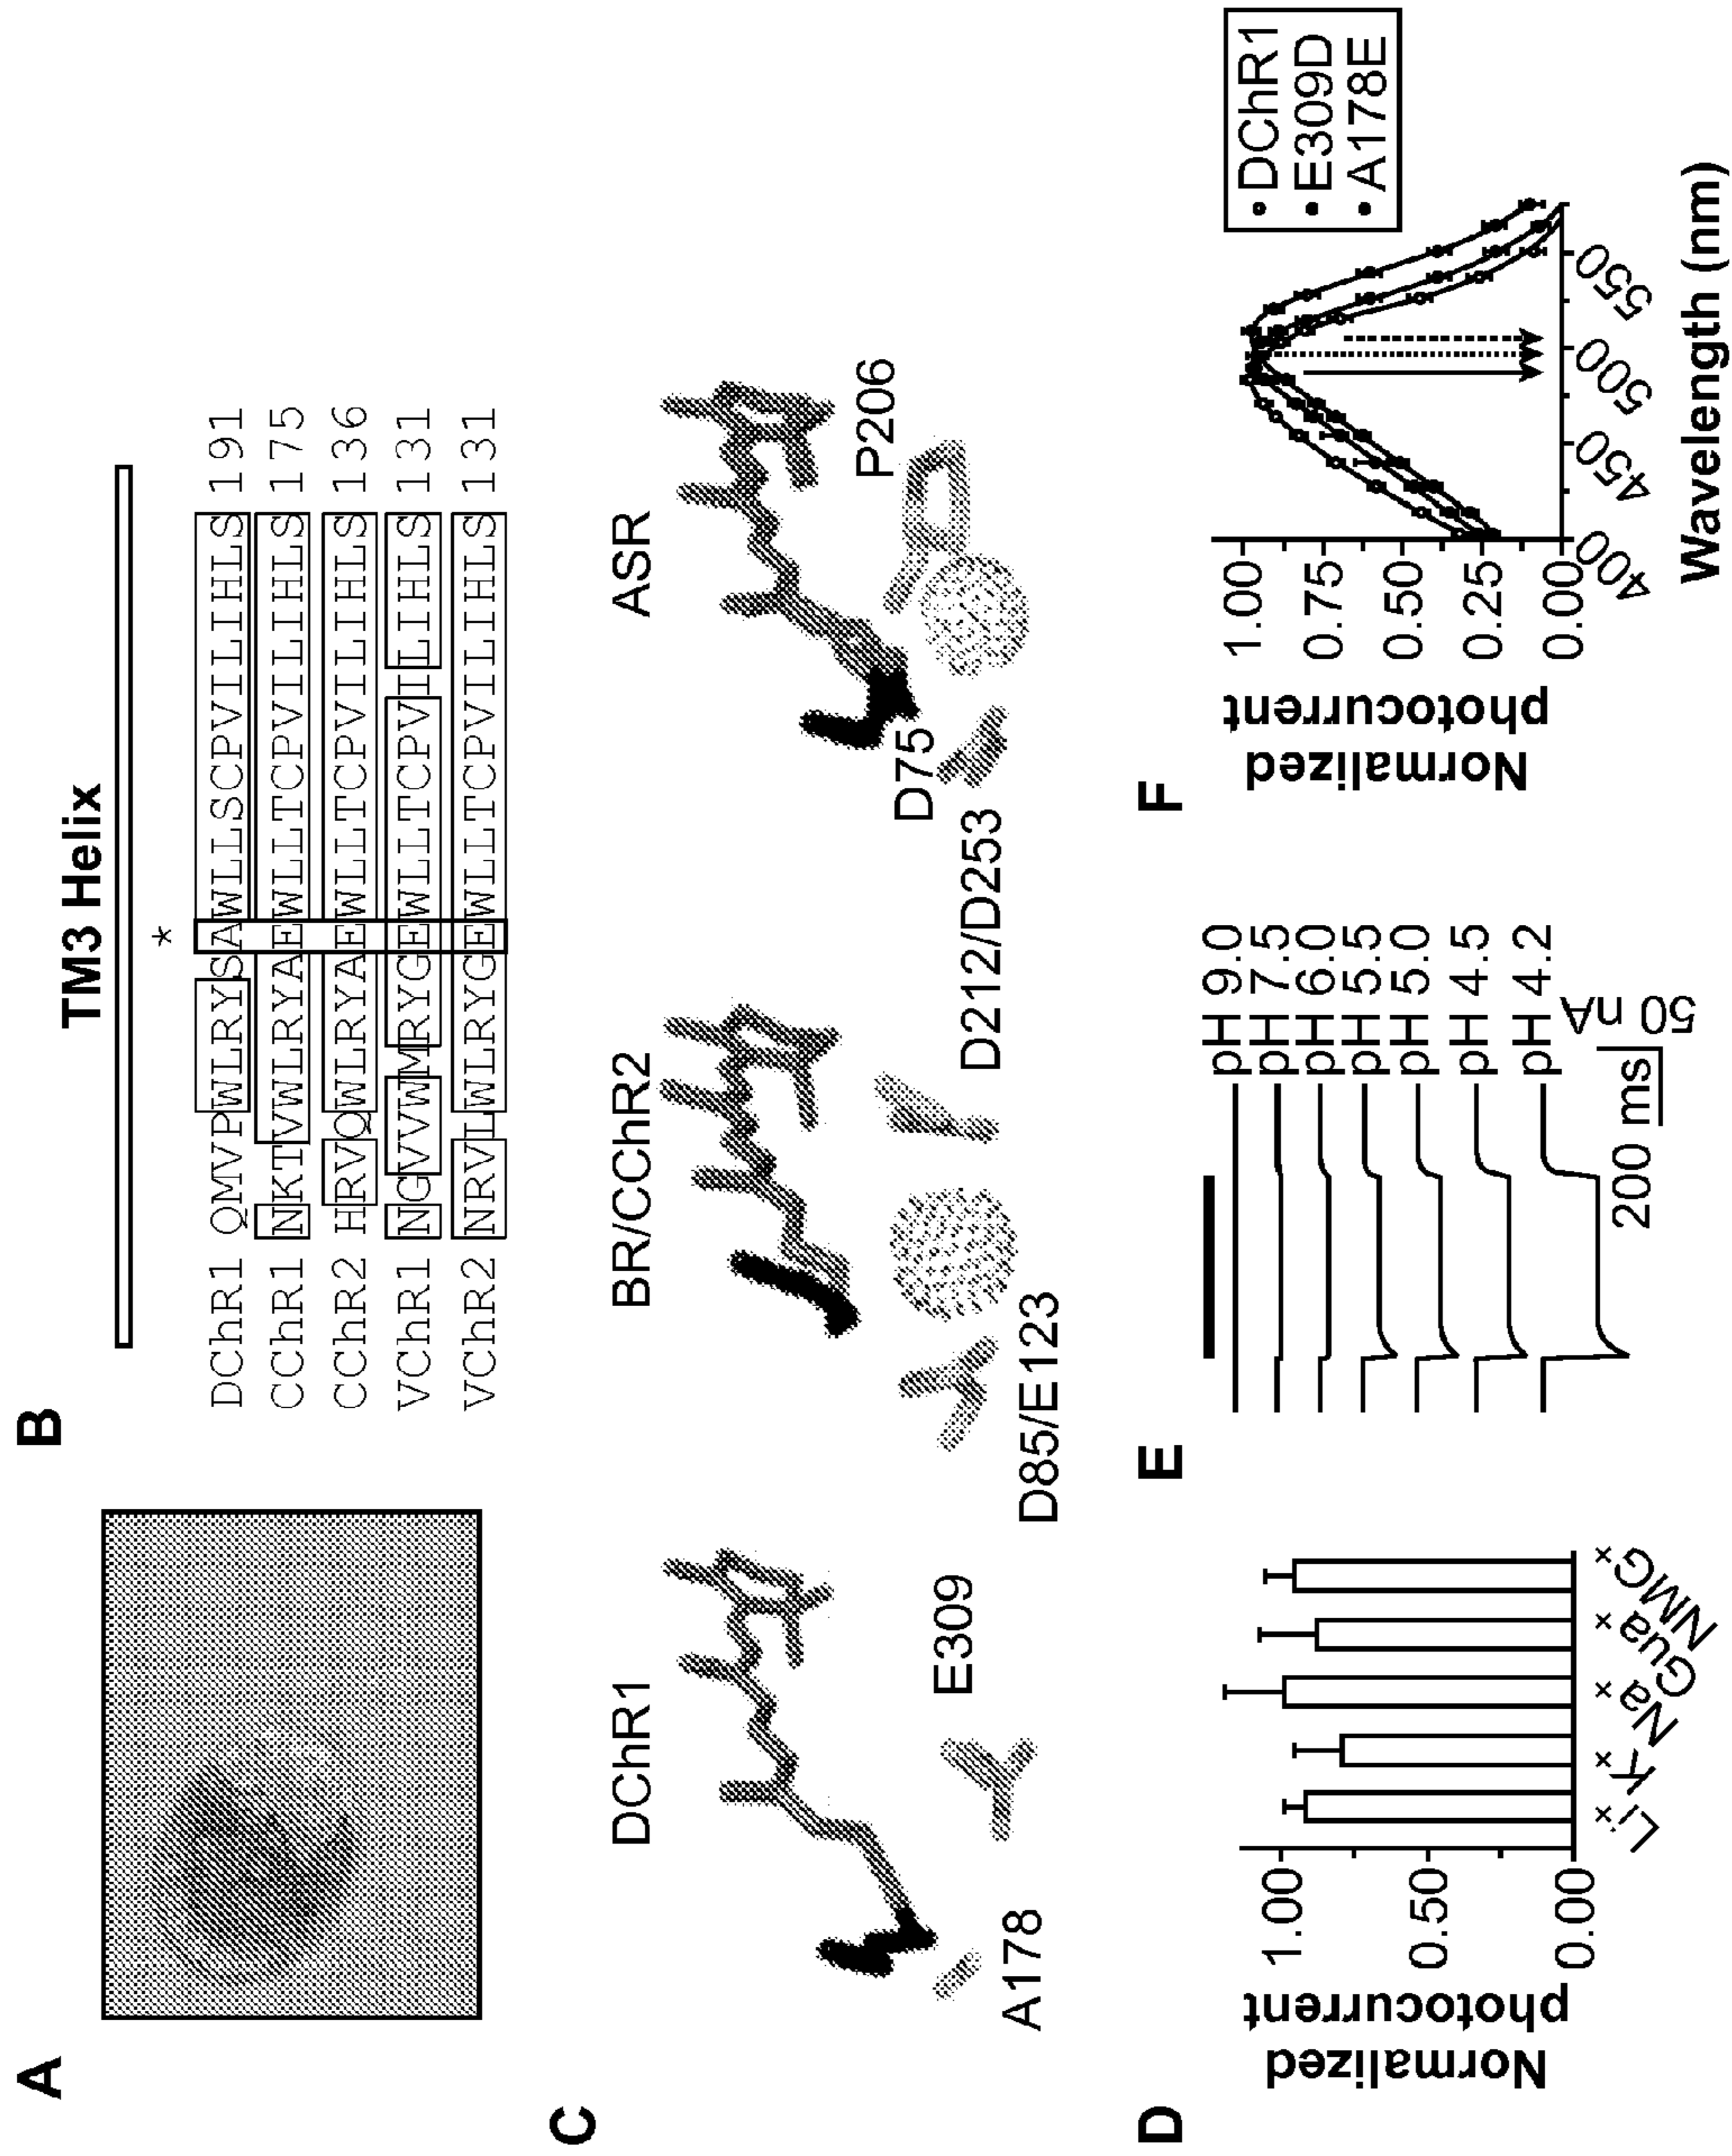 A
B
TM3 Helix
*
DChR1 QMVPWLRYSAWLLSCPVILIHLS 191
CChR1 NKTVWLRYAEWLLTCPVILIHLS 175
CChR2 HRVQWLRYAEWLLTCPVILIHLS 136
VChR1 NGVVWMRYGEWLLTCPVILIHLS 131
VChR2 NRVLWLRYGEWLLTCPVILIHLS 131
C
DChR1
A178
E309
BR/CChR2
D85/E123
D212/D253
ASR
D75
P206
D
Normalized
photocurrent
1.00
0.50
0.00
Li+
K+
Na+
Gua+
NMG+
E
pH 9.0
pH 7.5
pH 6.0
pH 5.5
pH 5.0
pH 4.5
pH 4.2
50 nA
200 ms
F
Normalized
photocurrent
1.00
0.75
0.50
0.25
0.00
400
450
500
550
Wavelength (nm)
DChR1
E309D
A178E